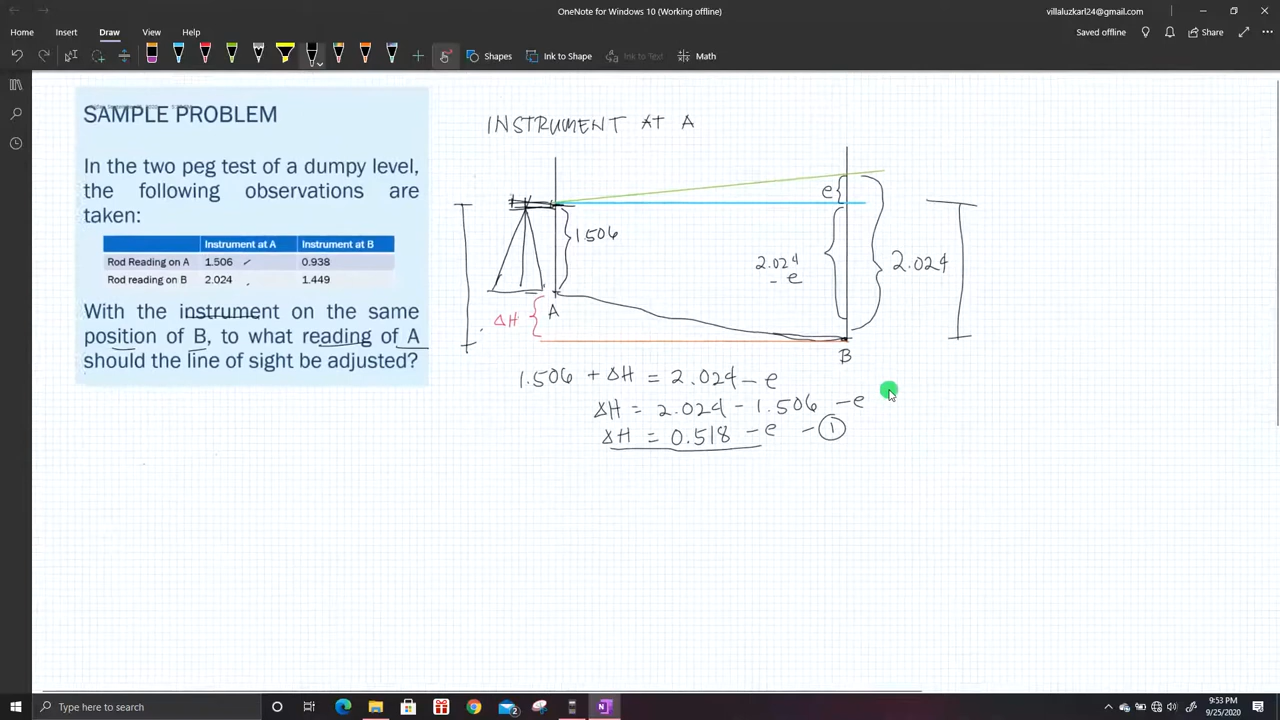 OneNote for Windows 10 (Working offline)
villaluzkarl24@gmail.com
Home Insert Draw View Help
Saved offline
Share
Shapes
Ink to Shape
Ink to Text
Math
SAMPLE PROBLEM
In the two peg test of a dumpy level,
the following observations are
taken:
Instrument at A Instrument at B
Rod Reading on A 1.506 0.938
Rod reading on B 2.024 1.449
With the instrument on the same
position of B, to what reading of A
should the line of sight be adjusted?
INSTRUMENT AT A
e
1.506
2.024
- e
2.024
ΔH
A
B
1.506 + ΔH = 2.024 - e
ΔH = 2.024 - 1.506 - e
ΔH = 0.518 - e - 1
Type here to search
2
9:53 PM
9/25/2020